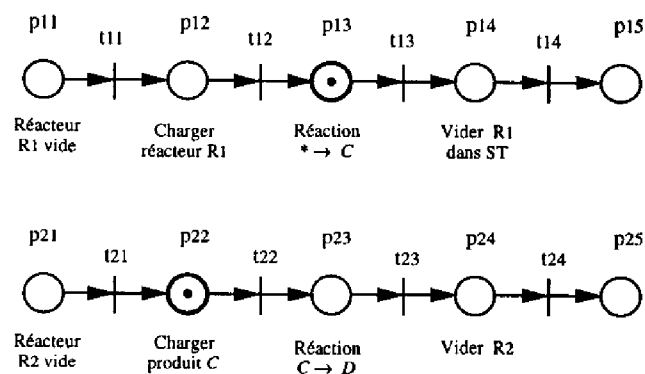 p11 p12 p13 p14 p15
t11 t12 t13 t14
Réacteur Charger Réaction Vider R1
R1 vide réacteur R1 * → C dans ST
p21 p22 p23 p24 p25
t21 t22 t23 t24
Réacteur Charger Réaction Vider R2
R2 vide produit C C → D